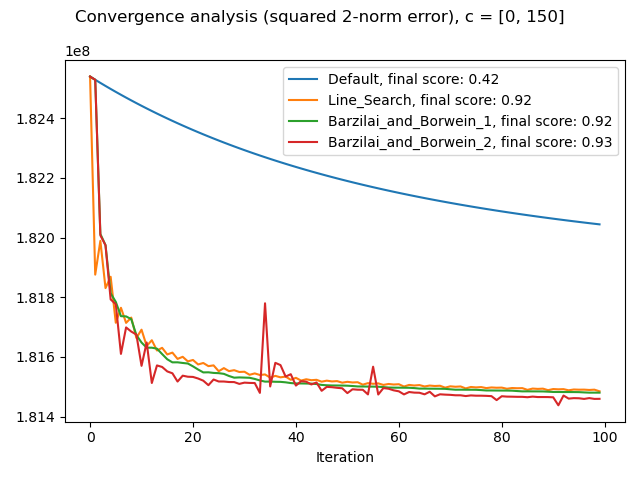 Convergence analysis (squared 2-norm error), c = [0, 150]
1e8
Default, final score: 0.42
Line_Search, final score: 0.92
Barzilai_and_Borwein_1, final score: 0.92
Barzilai_and_Borwein_2, final score: 0.93
1.824
1.822
1.820
1.818
1.816
1.814
0 20 40 60 80 100
Iteration